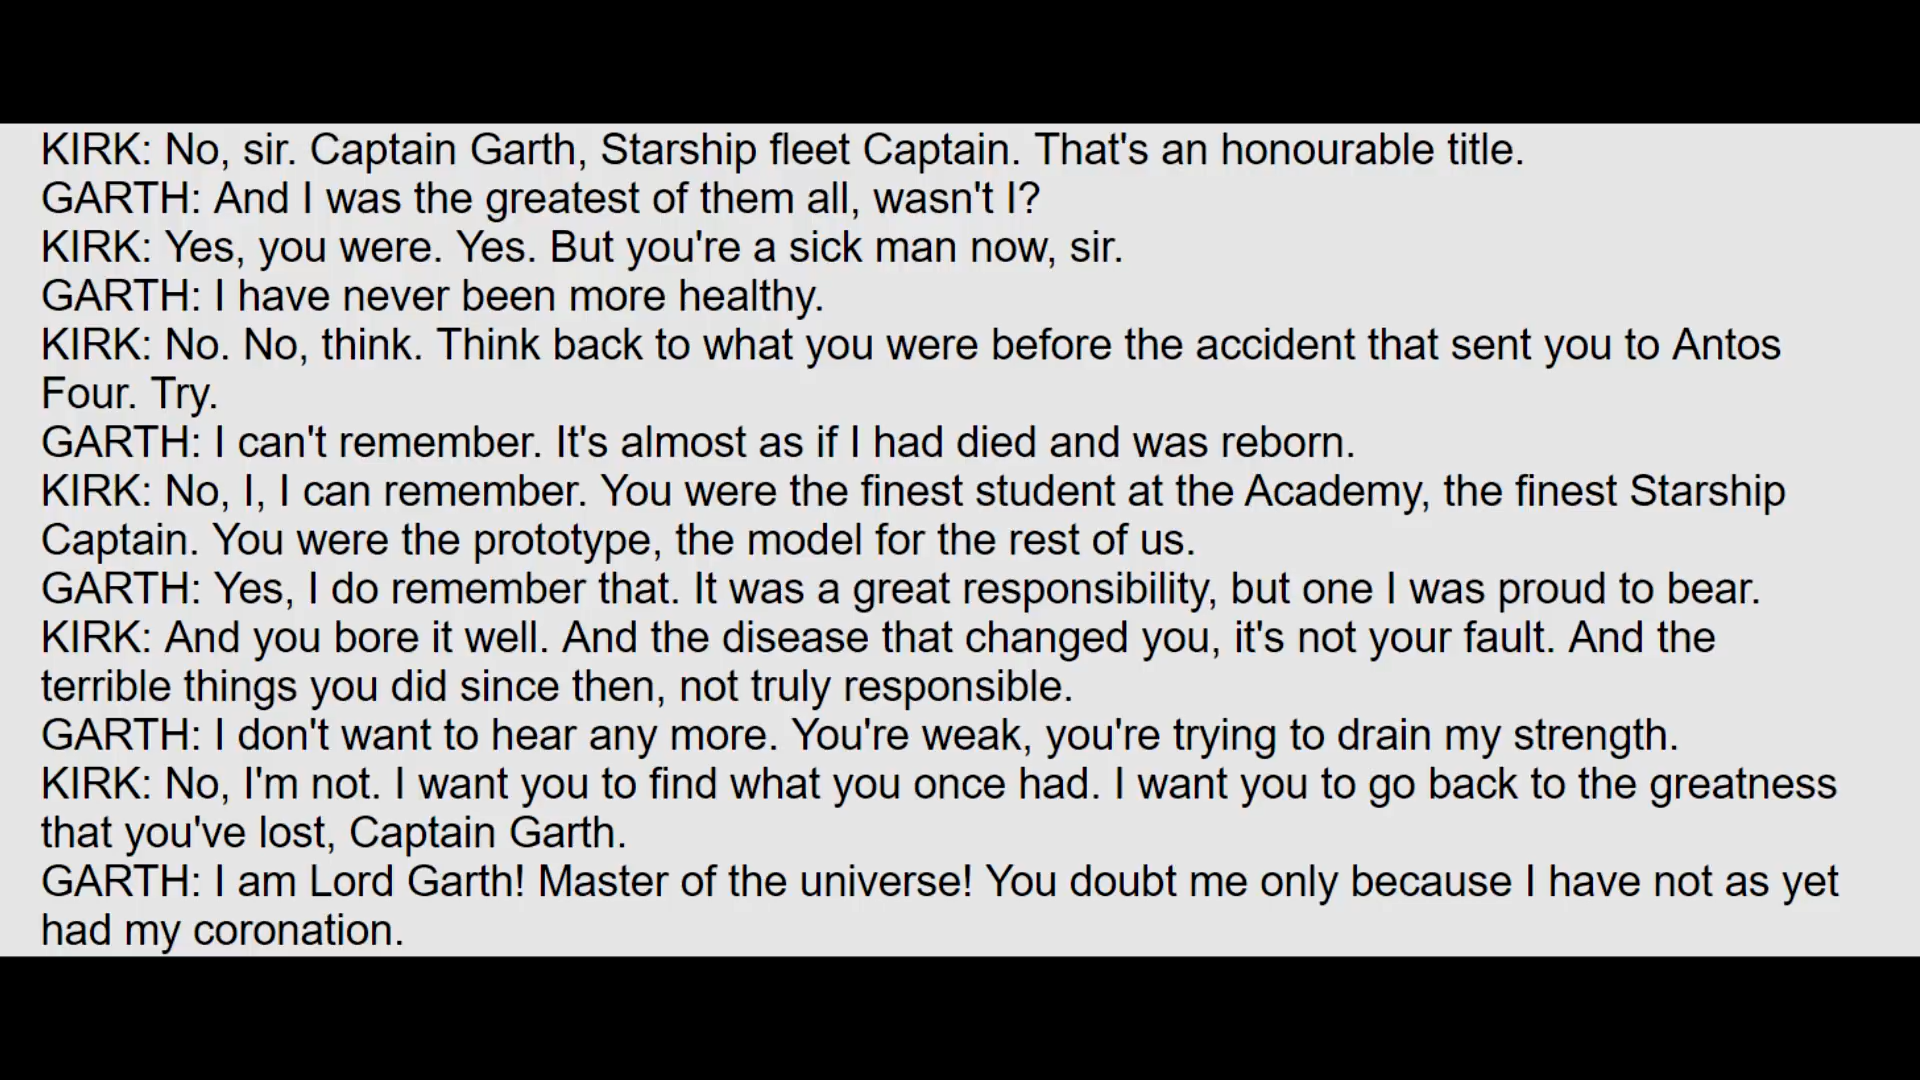 KIRK: No, sir. Captain Garth, Starship fleet Captain. That's an honourable title.
GARTH: And I was the greatest of them all, wasn't I?
KIRK: Yes, you were. Yes. But you're a sick man now, sir.
GARTH: I have never been more healthy.
KIRK: No. No, think. Think back to what you were before the accident that sent you to Antos
Four. Try.
GARTH: I can't remember. It's almost as if I had died and was reborn.
KIRK: No, I, I can remember. You were the finest student at the Academy, the finest Starship
Captain. You were the prototype, the model for the rest of us.
GARTH: Yes, I do remember that. It was a great responsibility, but one I was proud to bear.
KIRK: And you bore it well. And the disease that changed you, it's not your fault. And the
terrible things you did since then, not truly responsible.
GARTH: I don't want to hear any more. You're weak, you're trying to drain my strength.
KIRK: No, I'm not. I want you to find what you once had. I want you to go back to the greatness
that you've lost, Captain Garth.
GARTH: I am Lord Garth! Master of the universe! You doubt me only because I have not as yet
had my coronation.